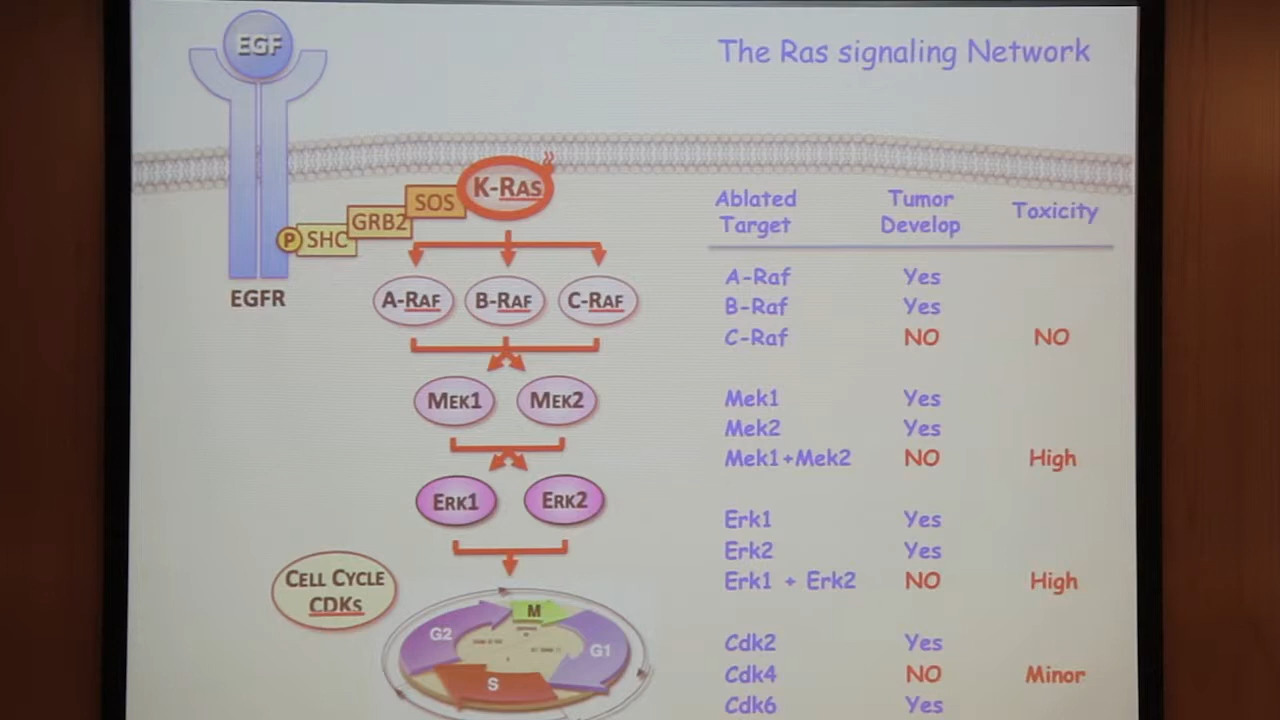 EGF
The Ras signaling Network
K-RAS
SOS
GRB2
P SHC
EGFR
A-RAF B-RAF C-RAF
MEK1 MEK2
ERK1 ERK2
CELL CYCLE
CDKs
M
G2
G1
S
Ablated Target Tumor Develop Toxicity
A-Raf Yes
B-Raf Yes
C-Raf NO NO
Mek1 Yes
Mek2 Yes
Mek1+Mek2 NO High
Erk1 Yes
Erk2 Yes
Erk1 + Erk2 NO High
Cdk2 Yes
Cdk4 NO Minor
Cdk6 Yes